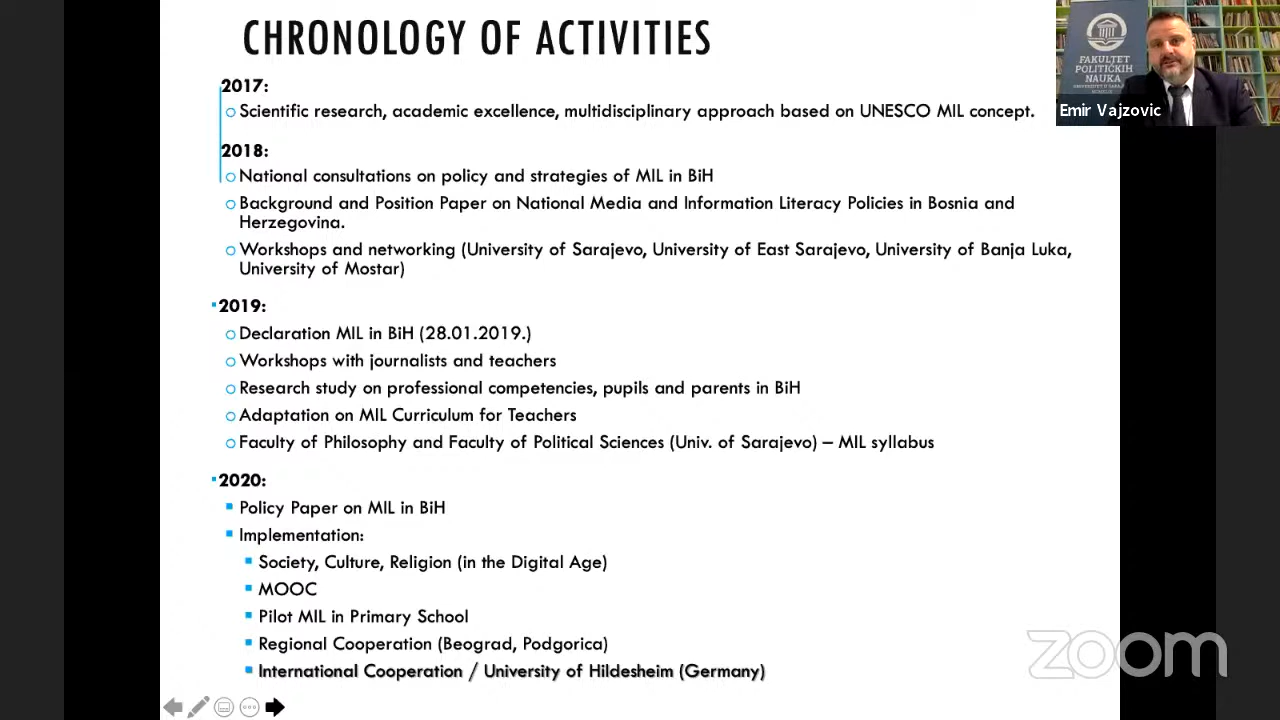 CHRONOLOGY OF ACTIVITIES
2017:
Scientific research, academic excellence, multidisciplinary approach based on UNESCO MIL concept.
2018:
National consultations on policy and strategies of MIL in BiH
Background and Position Paper on National Media and Information Literacy Policies in Bosnia and
Herzegovina.
Workshops and networking (University of Sarajevo, University of East Sarajevo, University of Banja Luka,
University of Mostar)
2019:
Declaration MIL in BiH (28.01.2019.)
Workshops with journalists and teachers
Research study on professional competencies, pupils and parents in BiH
Adaptation on MIL Curriculum for Teachers
Faculty of Philosophy and Faculty of Political Sciences (Univ. of Sarajevo) – MIL syllabus
2020:
Policy Paper on MIL in BiH
Implementation:
Society, Culture, Religion (in the Digital Age)
MOOC
Pilot MIL in Primary School
Regional Cooperation (Beograd, Podgorica)
International Cooperation / University of Hildesheim (Germany)
FAKULTET
POLITIČKIH
NAUKA
Emir Vajzovic
zoom